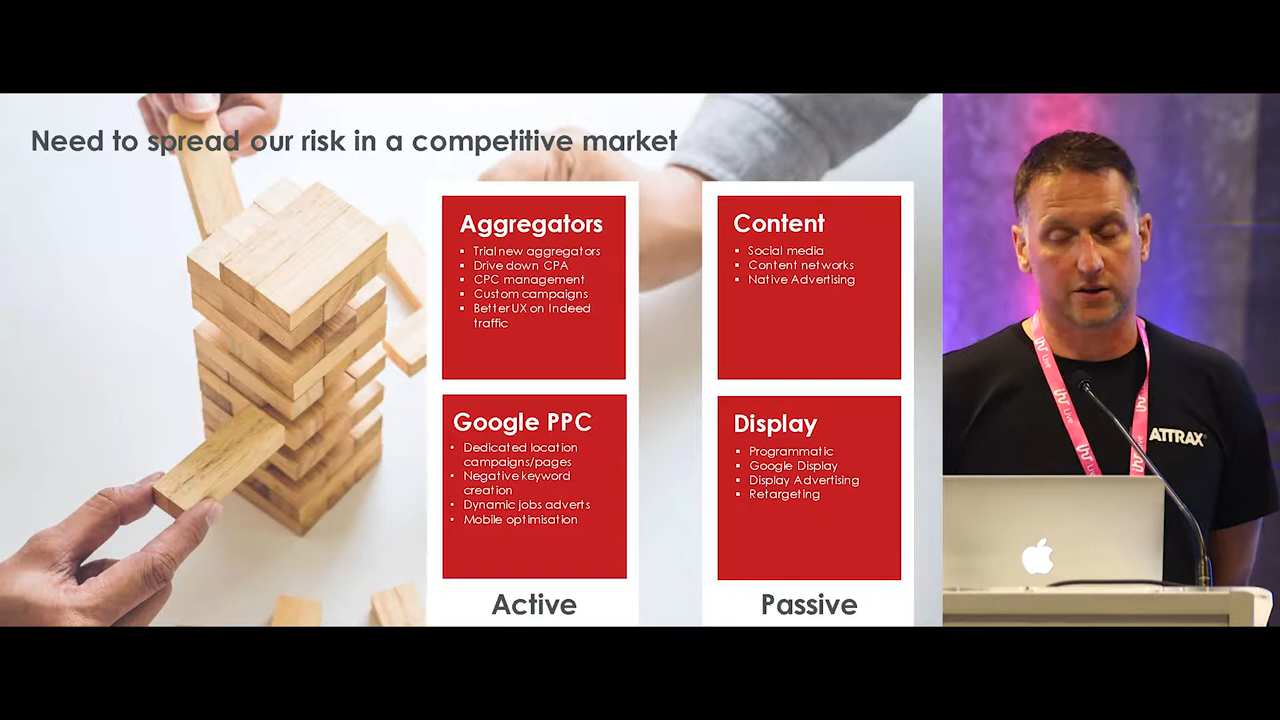 Need to spread our risk in a competitive market
Aggregators
▪ Trial new aggregators
▪ Drive down CPA
▪ CPC management
▪ Custom campaigns
▪ Better UX on Indeed
traffic
Google PPC
• Dedicated location
campaigns/pages
• Negative keyword
creation
• Dynamic jobs adverts
• Mobile optimisation
Active
Content
▪ Social media
▪ Content networks
▪ Native Advertising
Display
▪ Programmatic
▪ Google Display
▪ Display Advertising
▪ Retargeting
Passive
ATTRAX
Live
Live